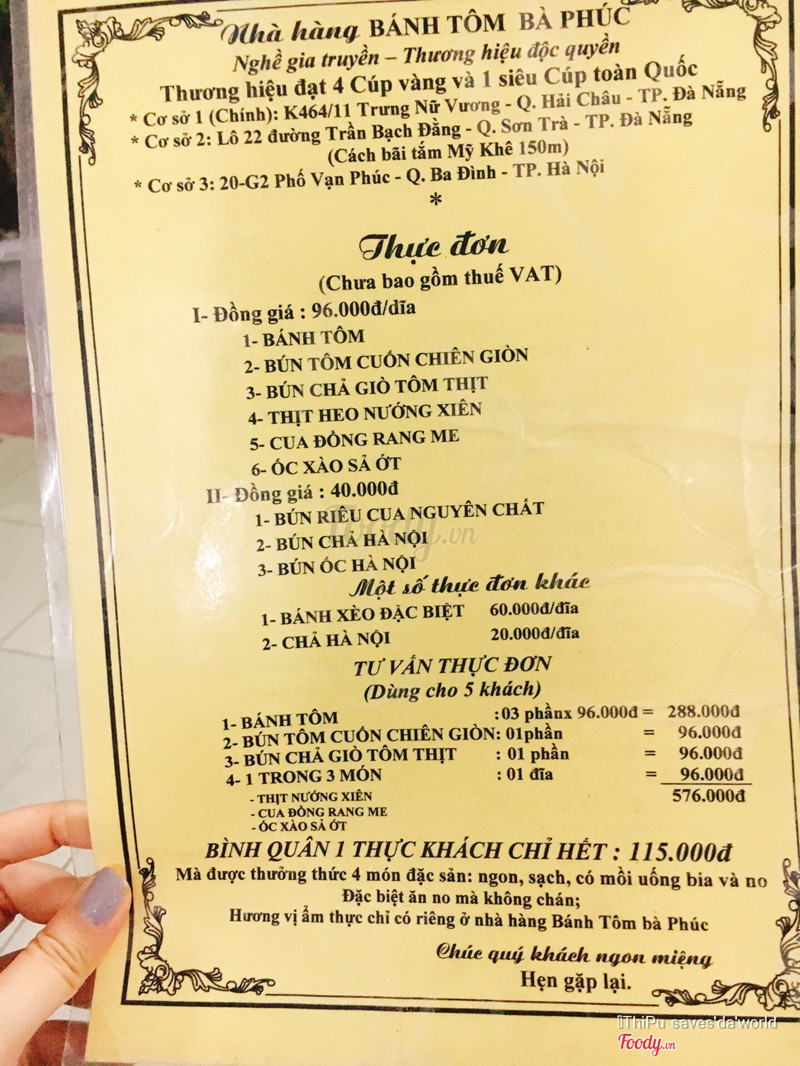 Nhà hàng BÁNH TÔM BÀ PHÚC
Nghề gia truyền – Thương hiệu độc quyền
Thương hiệu đạt 4 Cúp vàng và 1 siêu Cúp toàn Quốc
* Cơ sở 1 (Chính): K464/11 Trưng Nữ Vương - Q. Hải Châu - TP. Đà Nẵng
* Cơ sở 2: Lô 22 đường Trần Bạch Đằng - Q. Sơn Trà - TP. Đà Nẵng
(Cách bãi tắm Mỹ Khê 150m)
* Cơ sở 3: 20-G2 Phố Vạn Phúc - Q. Ba Đình - TP. Hà Nội
*
Thực đơn
(Chưa bao gồm thuế VAT)
I- Đồng giá : 96.000đ/dĩa
1- BÁNH TÔM
2- BÚN TÔM CUỐN CHIÊN GIÒN
3- BÚN CHẢ GIÒ TÔM THỊT
4- THỊT HEO NƯỚNG XIÊN
5- CUA ĐỒNG RANG ME
6- ỐC XÀO SẢ ỚT
II- Đồng giá : 40.000đ
1- BÚN RIÊU CUA NGUYÊN CHẤT
2- BÚN CHẢ HÀ NỘI
3- BÚN ỐC HÀ NỘI
Một số thực đơn khác
1- BÁNH XÈO ĐẶC BIỆT 60.000đ/đĩa
2- CHẢ HÀ NỘI 20.000đ/đĩa
TƯ VẤN THỰC ĐƠN
(Dùng cho 5 khách)
1- BÁNH TÔM :03 phầnx 96.000đ = 288.000đ
2- BÚN TÔM CUỐN CHIÊN GIÒN: 01phần = 96.000đ
3- BÚN CHẢ GIÒ TÔM THỊT : 01 phần = 96.000đ
4- 1 TRONG 3 MÓN : 01 đĩa = 96.000đ
- THỊT NƯỚNG XIÊN 576.000đ
- CUA ĐỒNG RANG ME
- ỐC XÀO SẢ ỚT
BÌNH QUÂN 1 THỰC KHÁCH CHỈ HẾT : 115.000đ
Mà được thưởng thức 4 món đặc sản: ngon, sạch, có mồi uống bia và no
Đặc biệt ăn no mà không chán;
Hương vị ẩm thực chỉ có riêng ở nhà hàng Bánh Tôm bà Phúc
Chúc quý khách ngon miệng
Hẹn gặp lại.
Foody.vn
ThiPu saves'da'world
Foody.vn